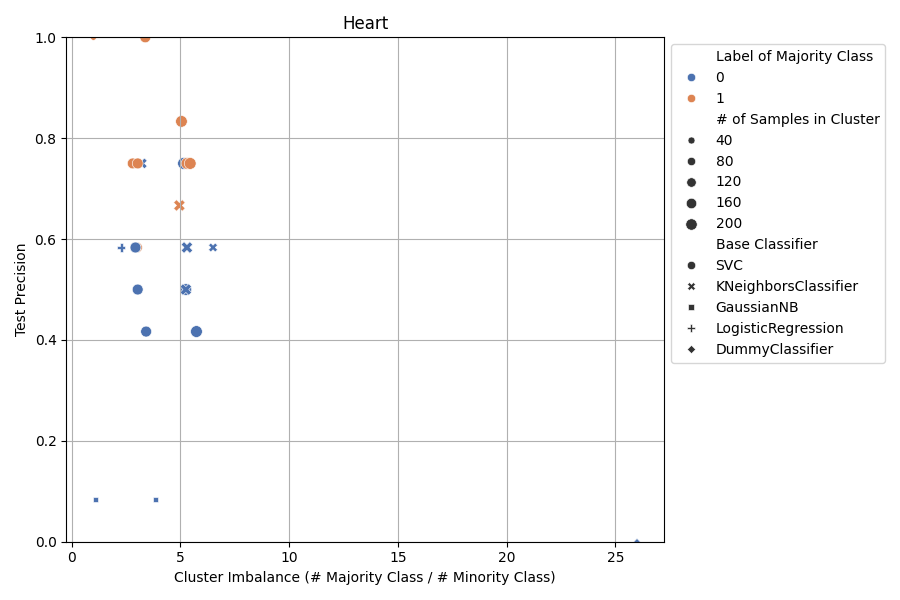 Heart
1.0
0.8
0.6
0.4
0.2
0.0
Test Precision
0
5
10
15
20
25
Cluster Imbalance (# Majority Class / # Minority Class)
Label of Majority Class
0
1
# of Samples in Cluster
40
80
120
160
200
Base Classifier
SVC
KNeighborsClassifier
GaussianNB
LogisticRegression
DummyClassifier